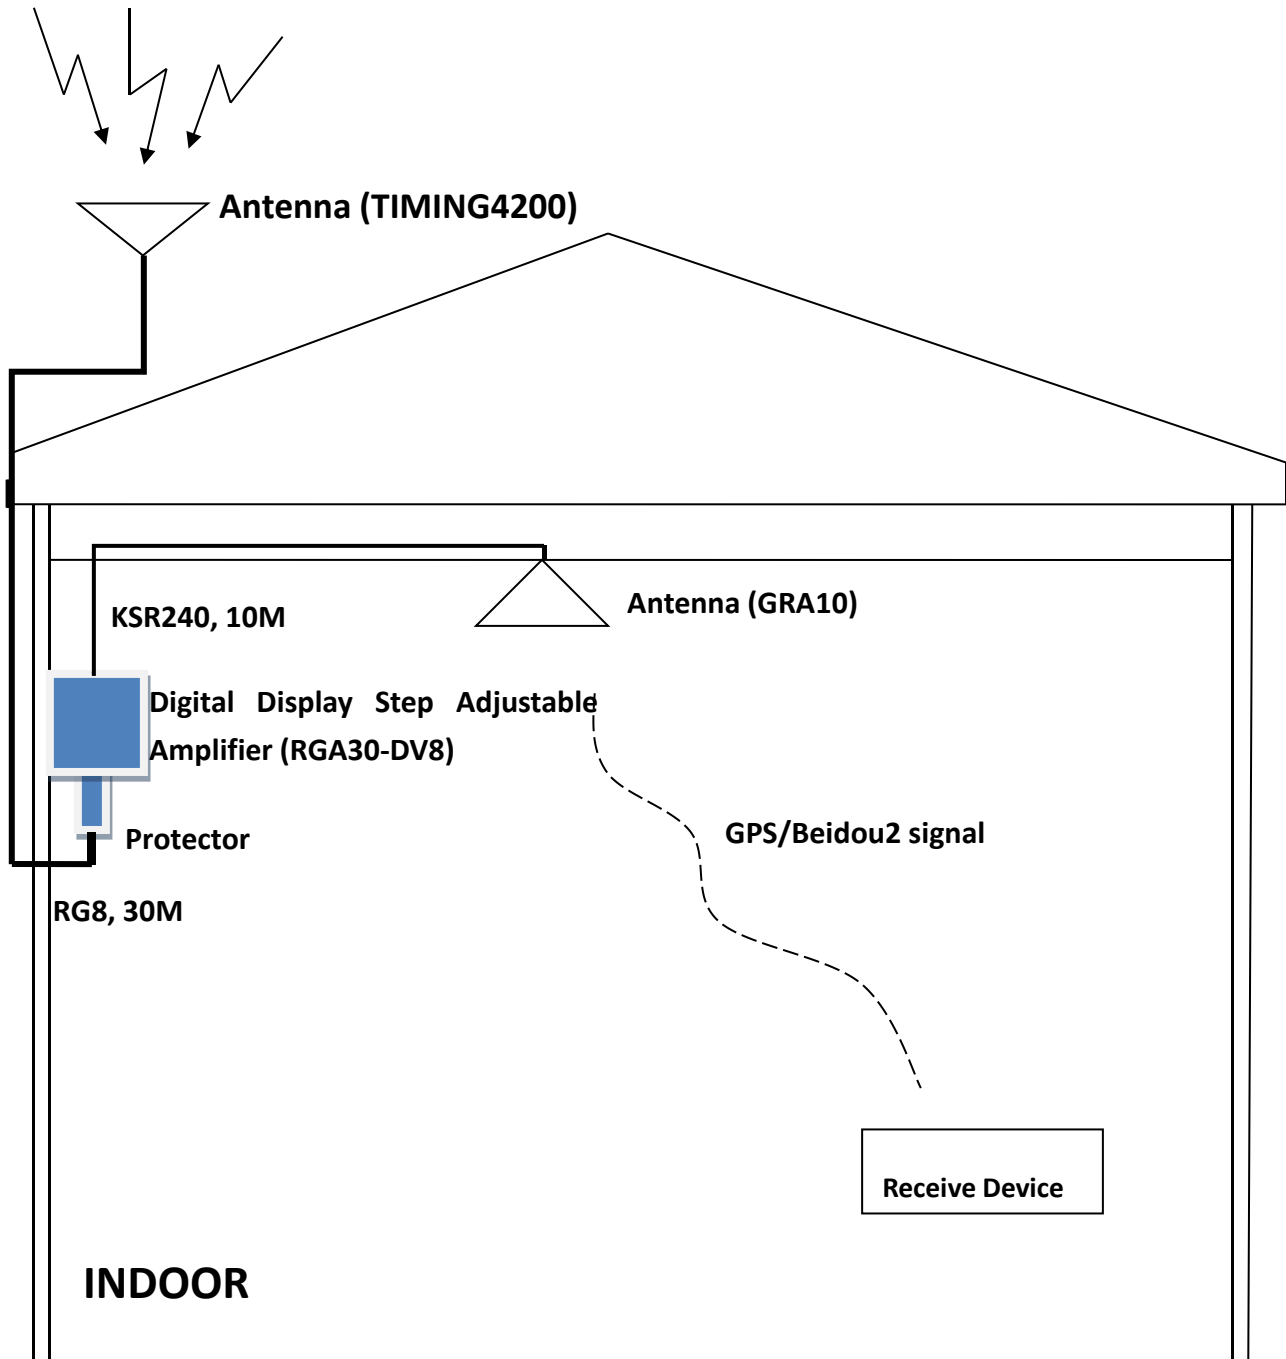 Antenna (TIMING4200)
Antenna (GRA10)
KSR240, 10M
Digital Display Step Adjustable
Amplifier (RGA30-DV8)
GPS/Beidou2 signal
Protector
RG8, 30M
Receive Device
INDOOR